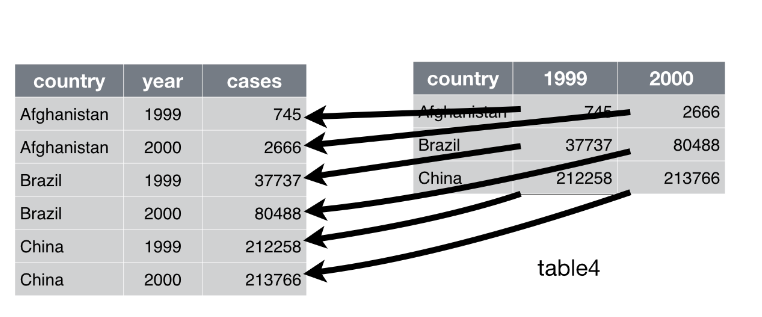 country year cases
Afghanistan 1999 745
Afghanistan 2000 2666
Brazil 1999 37737
Brazil 2000 80488
China 1999 212258
China 2000 213766
country 1999 2000
Afghanistan 745 2666
Brazil 37737 80488
China 212258 213766
table4